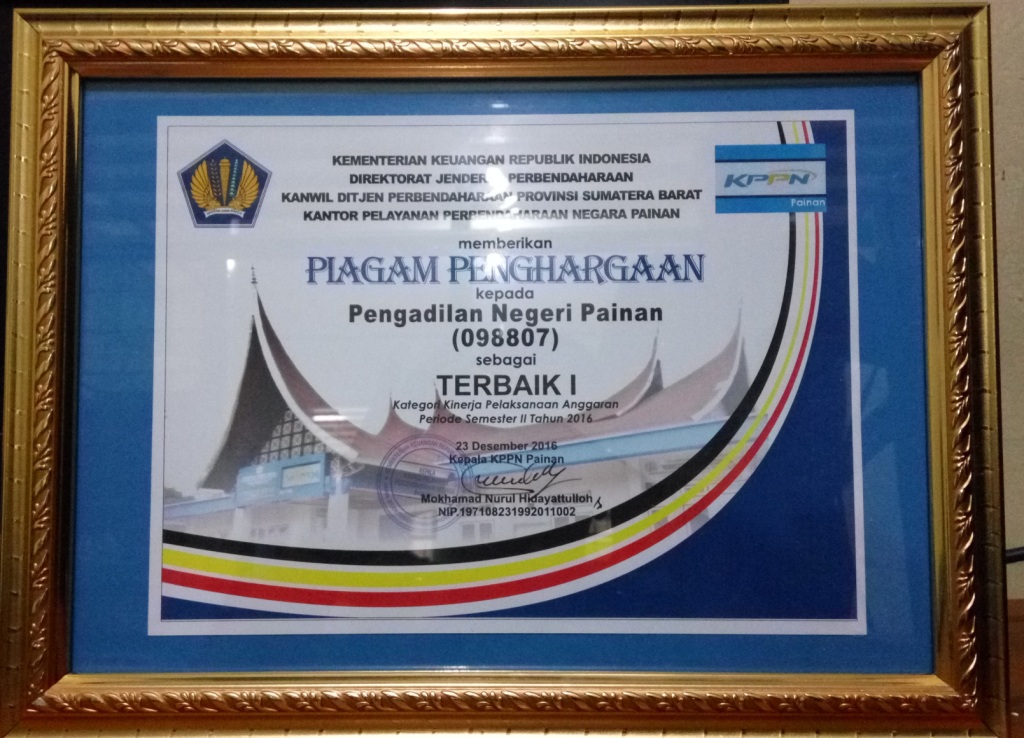 KEMENTERIAN KEUANGAN REPUBLIK INDONESIA
DIREKTORAT JENDERAL PERBENDAHARAAN
KANWIL DITJEN PERBENDAHARAAN PROVINSI SUMATERA BARAT
KANTOR PELAYANAN PERBENDAHARAAN NEGARA PAINAN
KPPN
Painan
memberikan
PIAGAM PENGHARGAAN
kepada
Pengadilan Negeri Painan
(098807)
sebagai
TERBAIK I
Kategori Kinerja Pelaksanaan Anggaran
Periode Semester II Tahun 2016
23 Desember 2016
Kepala KPPN Painan
Mokhamad Nurul Hidayattulloh
NIP.197108231992011002